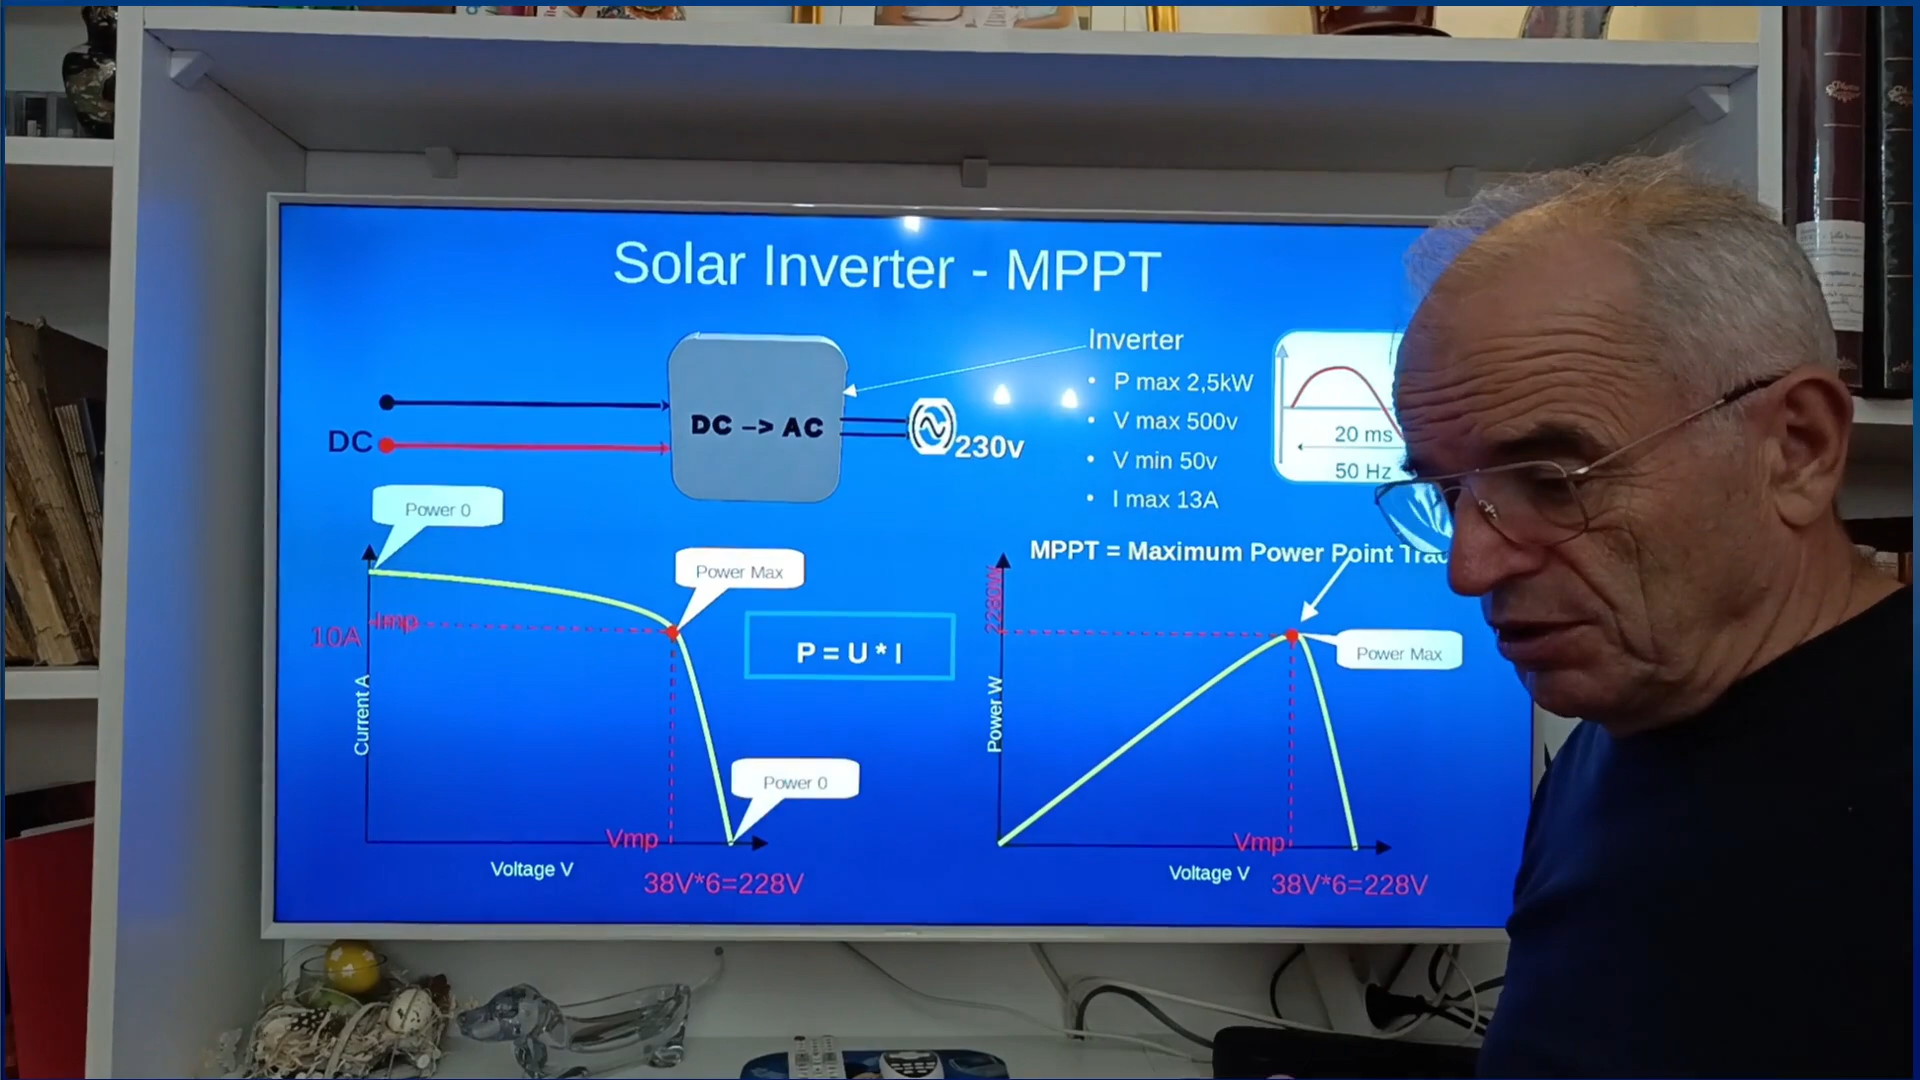 Solar Inverter - MPPT
Inverter
• P max 2,5kW
• V max 500v
• V min 50v
• I max 13A
DC
DC –> AC
230v
20 ms
50 Hz
Power 0
Power Max
Imp
10A
P = U * I
Current A
Power 0
Vmp
Voltage V
38V*6=228V
MPPT = Maximum Power Point
2280W
Power Max
Power W
Vmp
Voltage V
38V*6=228V